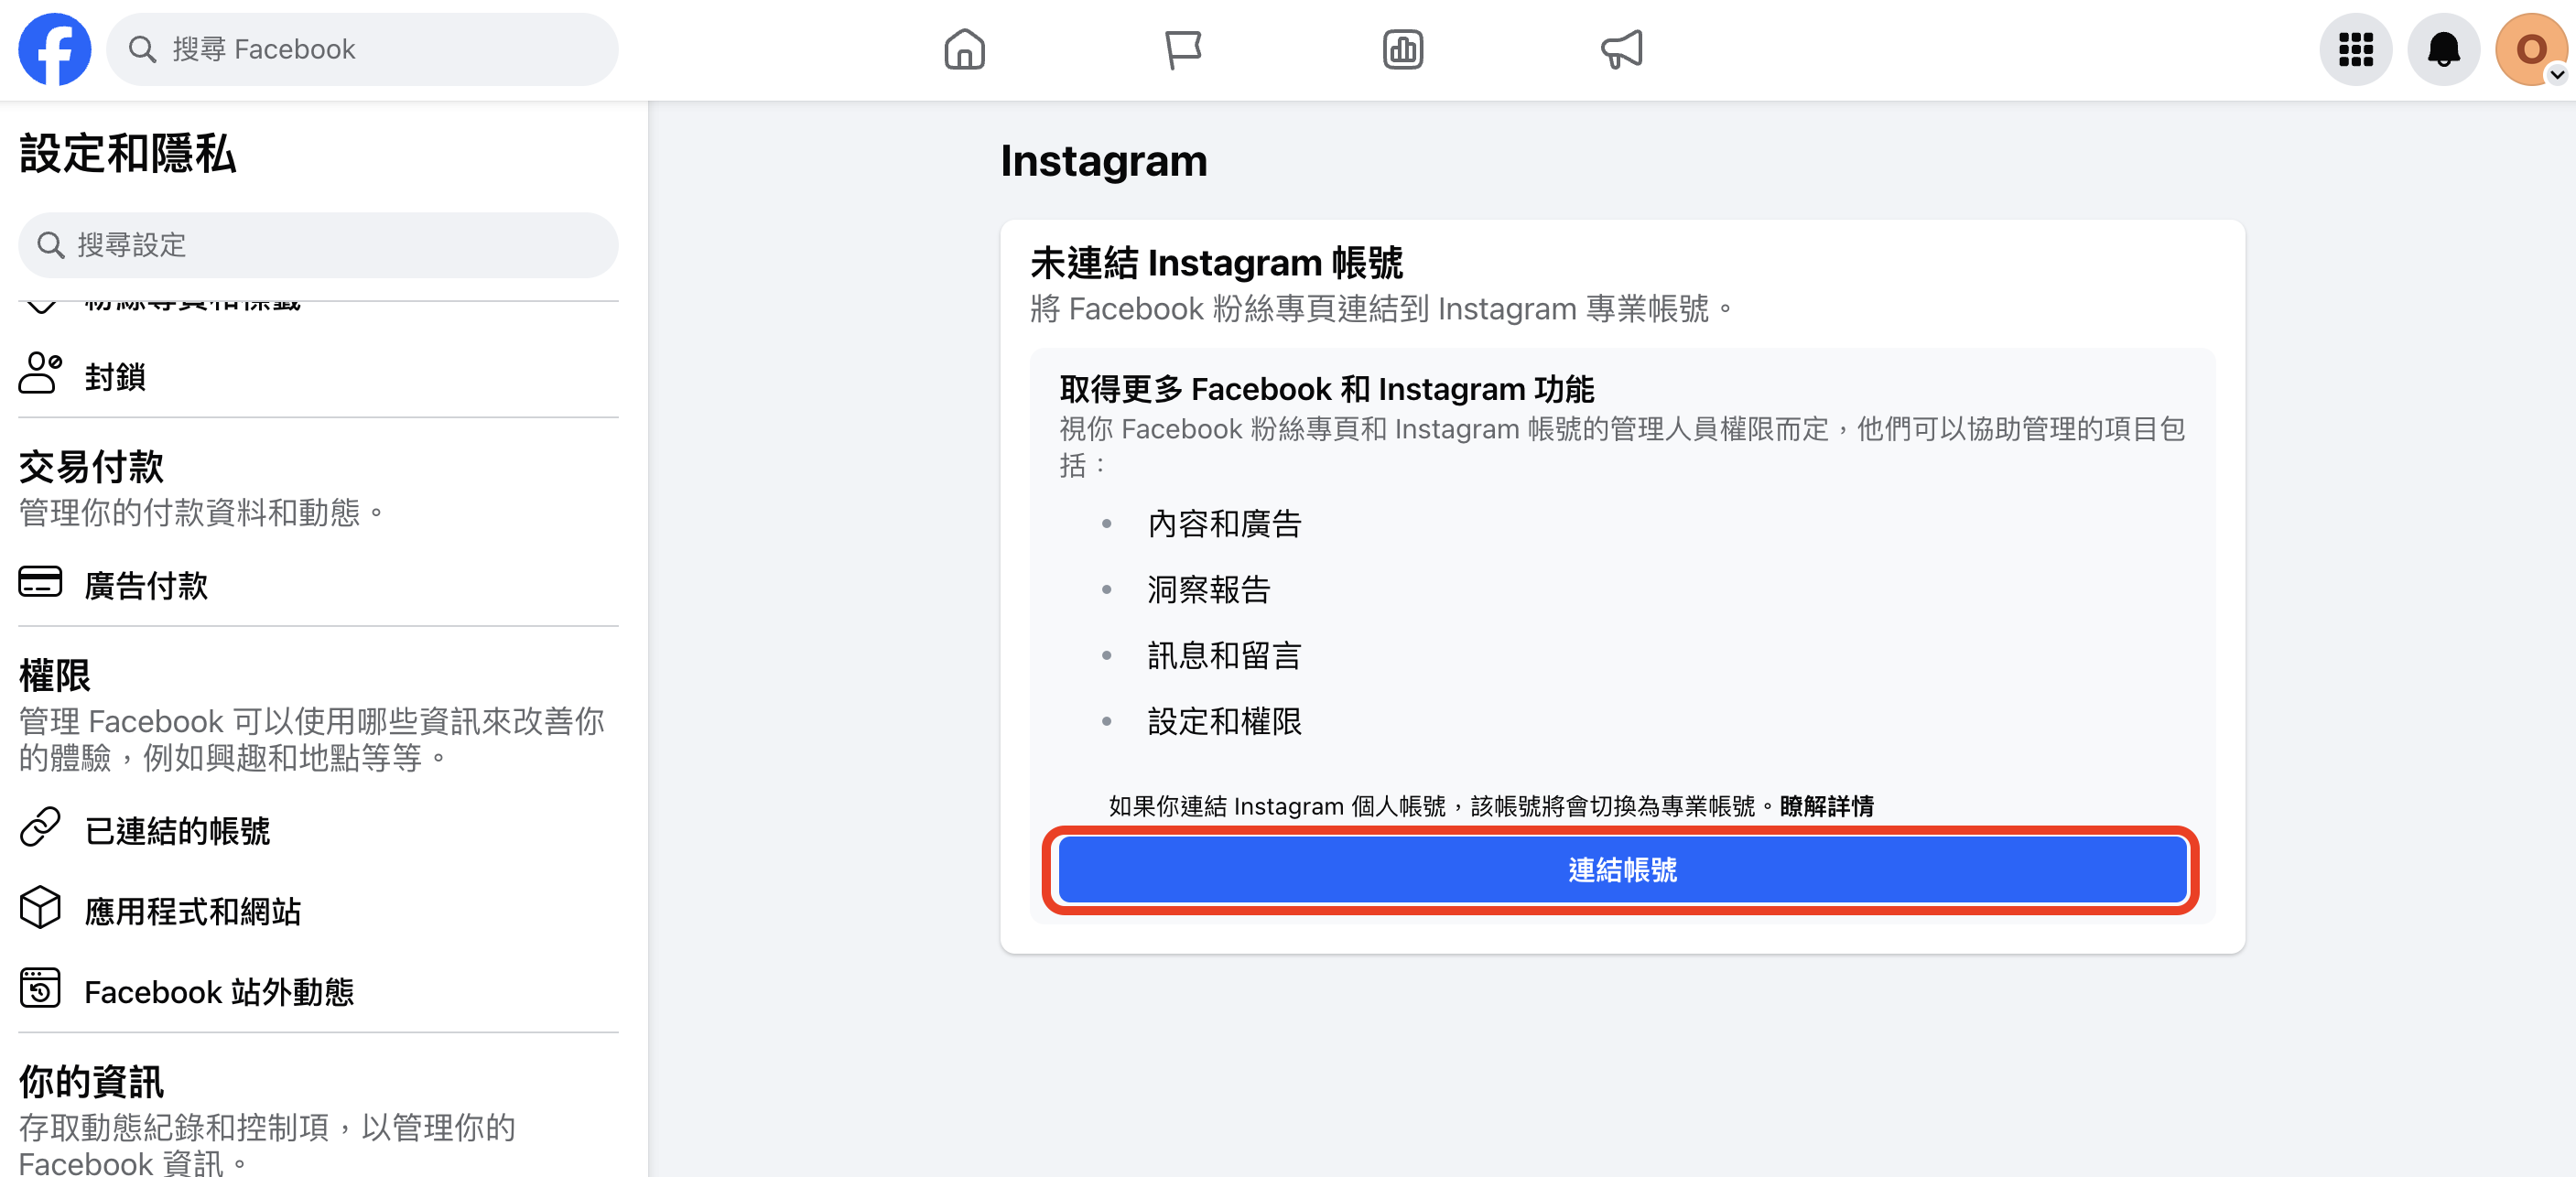 搜尋 Facebook
O
設定和隱私
搜尋設定
粉絲專頁和標籤
封鎖
交易付款
管理你的付款資料和動態。
廣告付款
權限
管理 Facebook 可以使用哪些資訊來改善你
的體驗，例如興趣和地點等等。
已連結的帳號
應用程式和網站
Facebook 站外動態
你的資訊
存取動態紀錄和控制項，以管理你的
Facebook 資訊。
Instagram
未連結 Instagram 帳號
將 Facebook 粉絲專頁連結到 Instagram 專業帳號。
取得更多 Facebook 和 Instagram 功能
視你 Facebook 粉絲專頁和 Instagram 帳號的管理人員權限而定，他們可以協助管理的項目包
括：
• 內容和廣告
• 洞察報告
• 訊息和留言
• 設定和權限
如果你連結 Instagram 個人帳號，該帳號將會切換為專業帳號。瞭解詳情
連結帳號